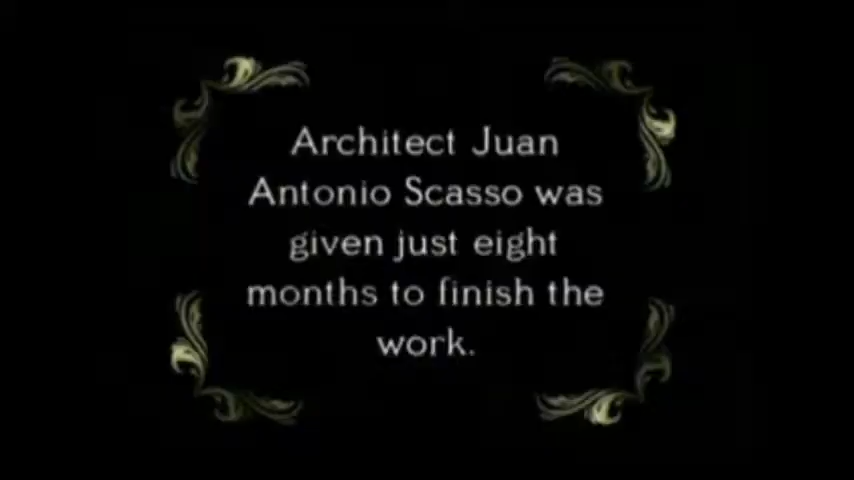 Architect Juan
Antonio Scasso was
given just eight
months to finish the
work.